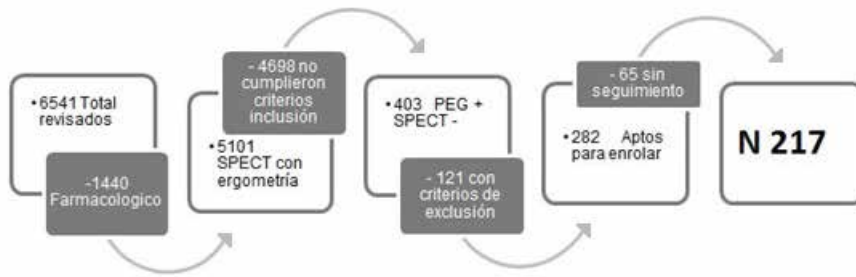 •6541 Total
revisados
-1440
Farmacologico
- 4698 no
cumplieron
criterios
inclusión
•5101
SPECT con
ergometría
•403 PEG +
SPECT -
- 121 con
criterios de
exclusión
- 65 sin
seguimiento
•282 Aptos
para enrolar
N 217